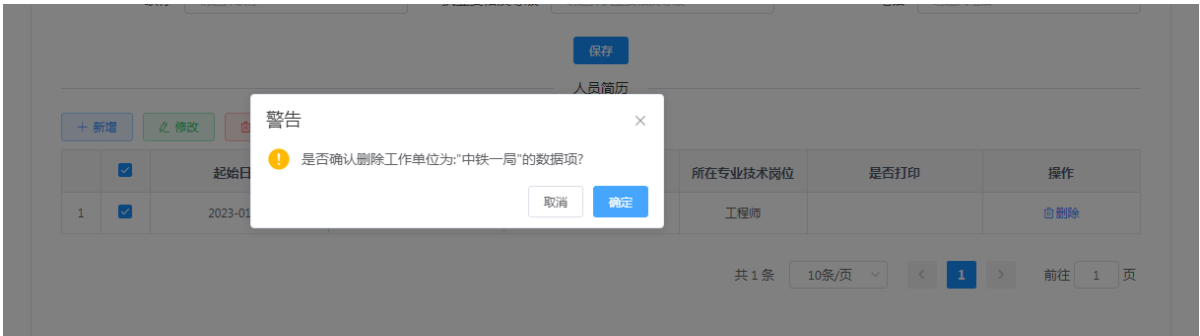 保存
人员简历
+ 新增
修改
警告
是否确认删除工作单位为:"中铁一局"的数据项?
取消
确定
起始日
所在专业技术岗位
是否打印
操作
1
2023-01
工程师
删除
共 1 条
10条/页
1
前往
1
页